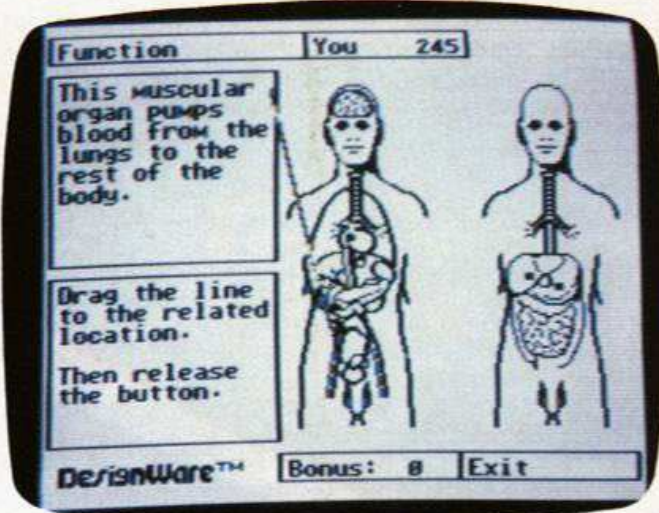 Function
You 245
This muscular
organ pumps
blood from the
lungs to the
rest of the
body.
Drag the line
to the related
location.
Then release
the button.
DesignWare™
Bonus: 0
Exit